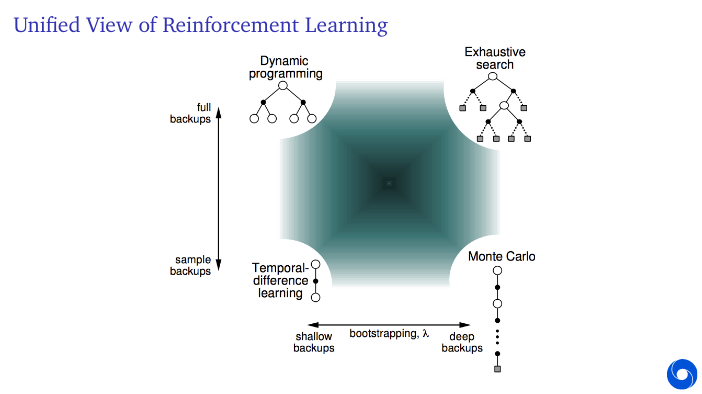 Unified View of Reinforcement Learning
Dynamic
programming
Exhaustive
search
full
backups
sample
backups
Temporal-
difference
learning
Monte Carlo
shallow
backups
bootstrapping, λ
deep
backups